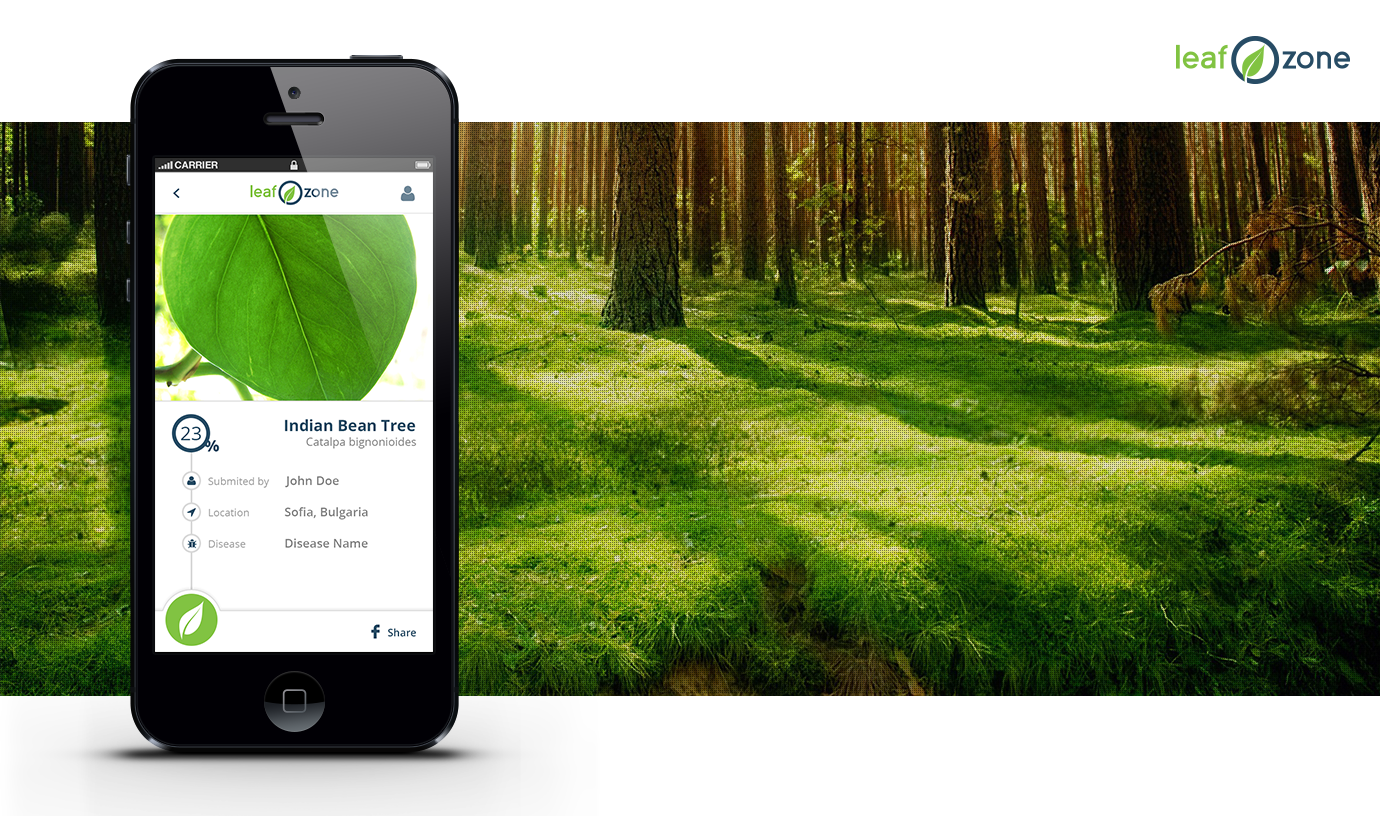 leaf zone
CARRIER
leaf zone
23%
Indian Bean Tree
Catalpa bignonioides
Submited by John Doe
Location Sofia, Bulgaria
Disease Disease Name
f Share